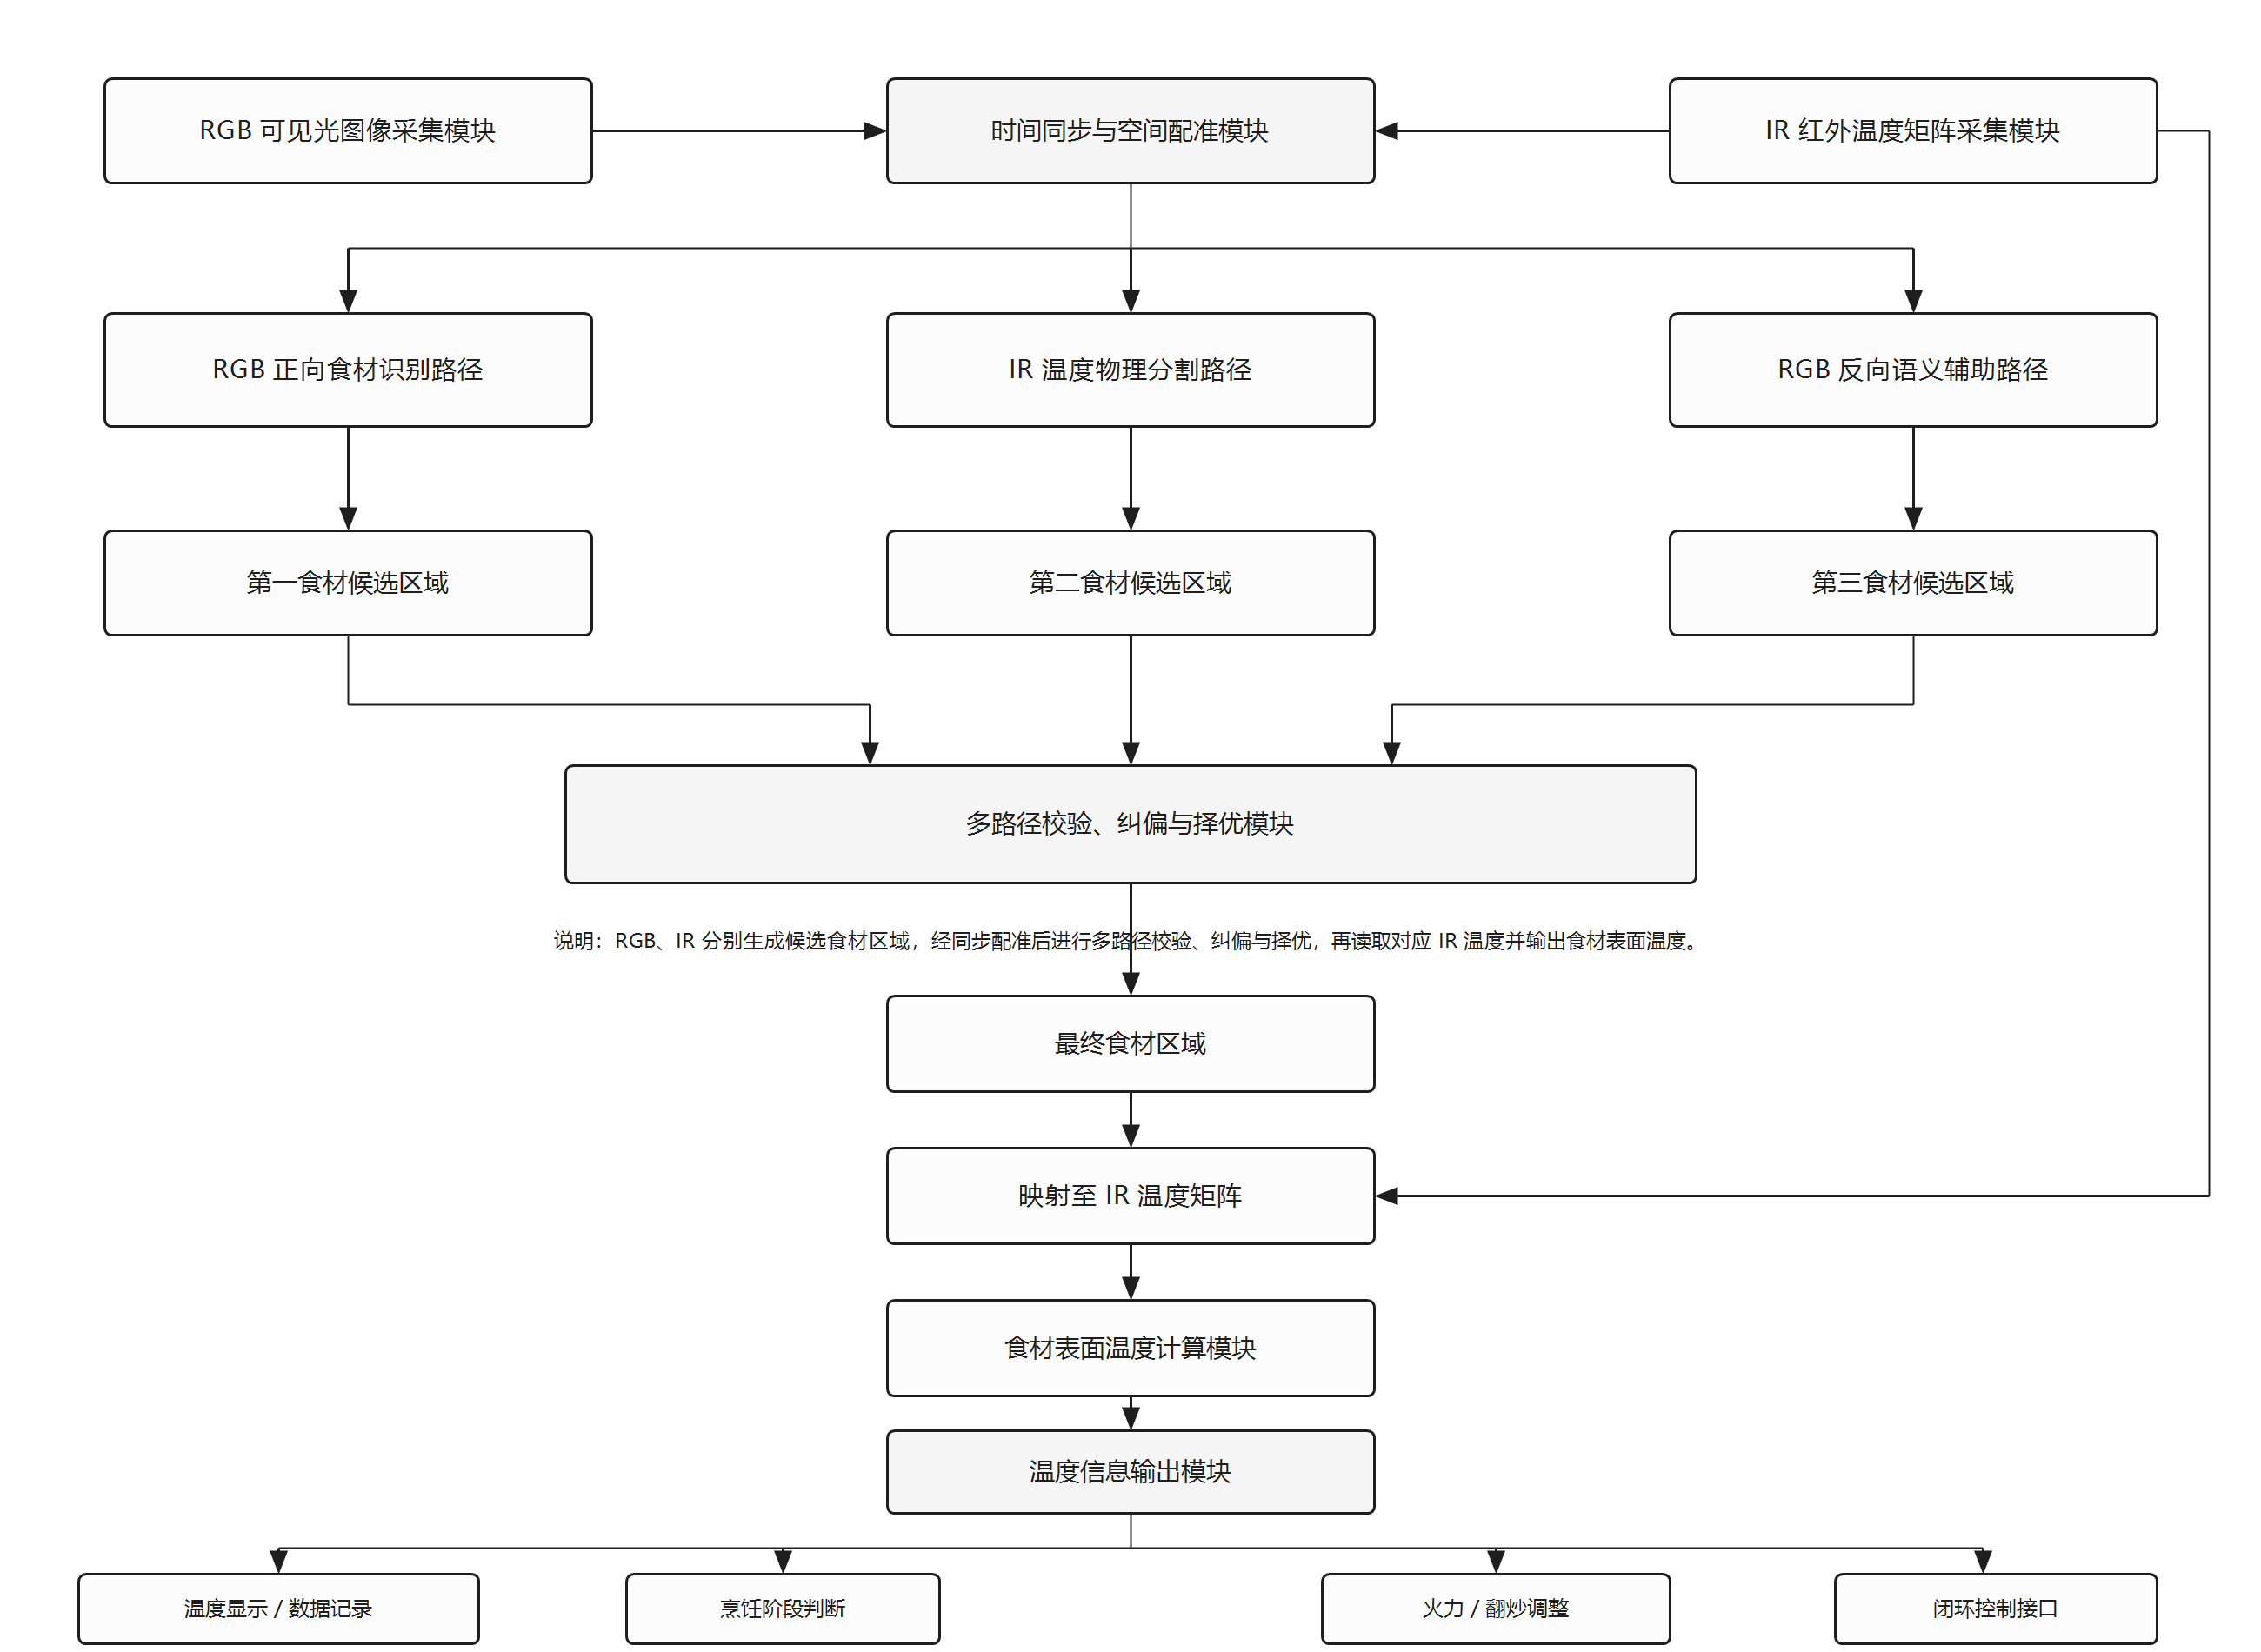 RGB 可见光图像采集模块
时间同步与空间配准模块
IR 红外温度矩阵采集模块
RGB 正向食材识别路径
IR 温度物理分割路径
RGB 反向语义辅助路径
第一食材候选区域
第二食材候选区域
第三食材候选区域
多路径校验、纠偏与择优模块
说明：RGB、IR 分别生成候选食材区域，经同步配准后进行多路径校验、纠偏与择优，再读取对应 IR 温度并输出食材表面温度。
最终食材区域
映射至 IR 温度矩阵
食材表面温度计算模块
温度信息输出模块
温度显示 / 数据记录
烹饪阶段判断
火力 / 翻炒调整
闭环控制接口